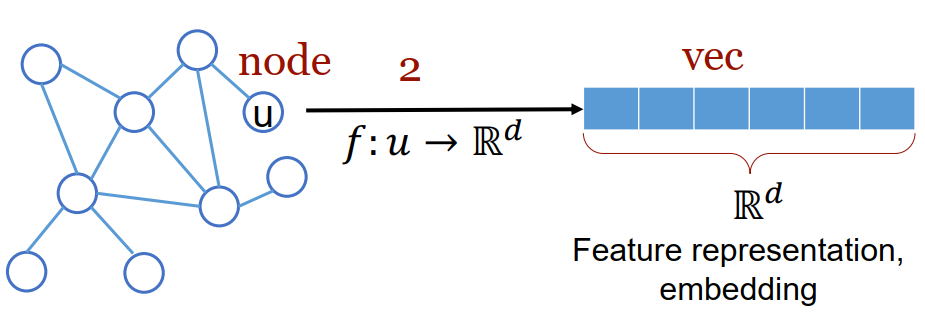 node
2
vec
u
f: u → ℝ^d
ℝ^d
Feature representation,
embedding